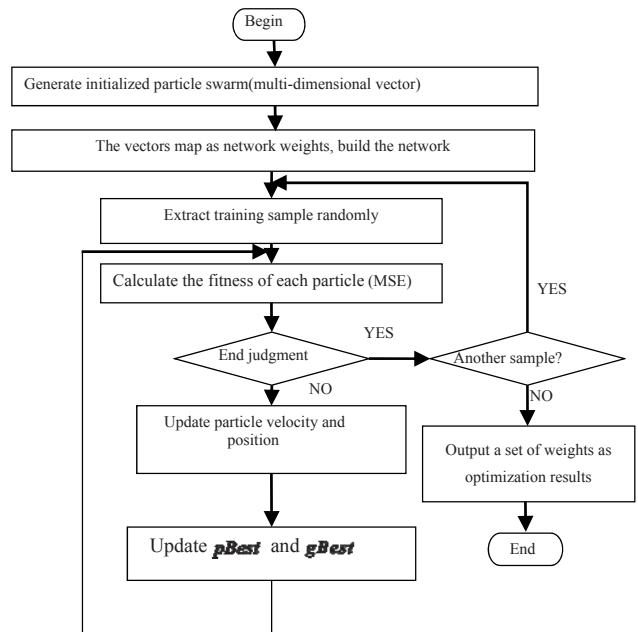 Begin
Generate initialized particle swarm(multi-dimensional vector)
The vectors map as network weights, build the network
Extract training sample randomly
Calculate the fitness of each particle (MSE)
YES
YES
End judgment
Another sample?
NO
NO
Update particle velocity and
position
Output a set of weights as
optimization results
Update pBest and gBest
End